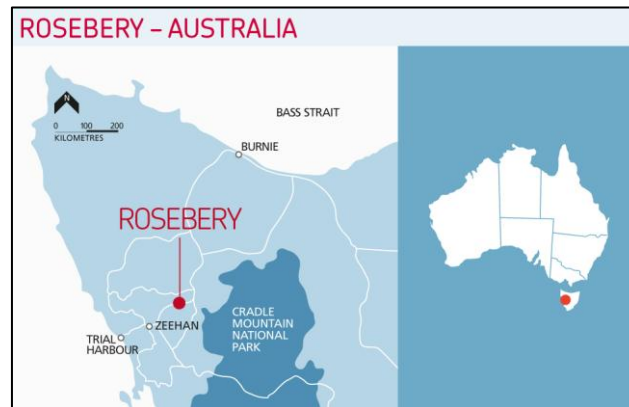 ROSEBERY – AUSTRALIA
N
0 100 200
KILOMETRES
BASS STRAIT
BURNIE
ROSEBERY
CRADLE
MOUNTAIN
NATIONAL
PARK
ZEEHAN
TRIAL
HARBOUR